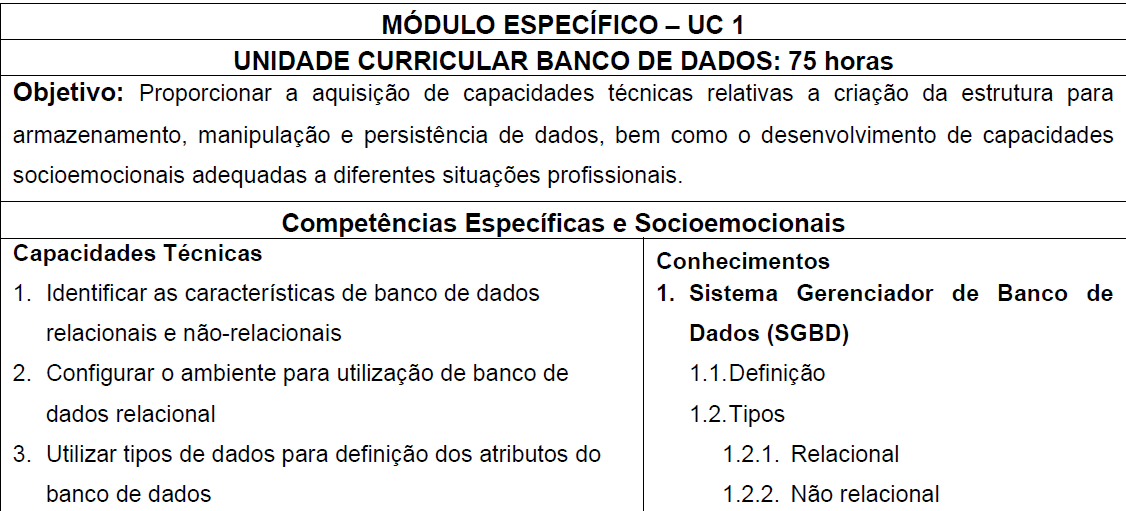 MÓDULO ESPECÍFICO – UC 1
UNIDADE CURRICULAR BANCO DE DADOS: 75 horas
Objetivo: Proporcionar a aquisição de capacidades técnicas relativas a criação da estrutura para
armazenamento, manipulação e persistência de dados, bem como o desenvolvimento de capacidades
socioemocionais adequadas a diferentes situações profissionais.
Competências Específicas e Socioemocionais
Capacidades Técnicas
1. Identificar as características de banco de dados
relacionais e não-relacionais
2. Configurar o ambiente para utilização de banco de
dados relacional
3. Utilizar tipos de dados para definição dos atributos do
banco de dados
Conhecimentos
1. Sistema Gerenciador de Banco de
Dados (SGBD)
1.1.Definição
1.2.Tipos
1.2.1. Relacional
1.2.2. Não relacional